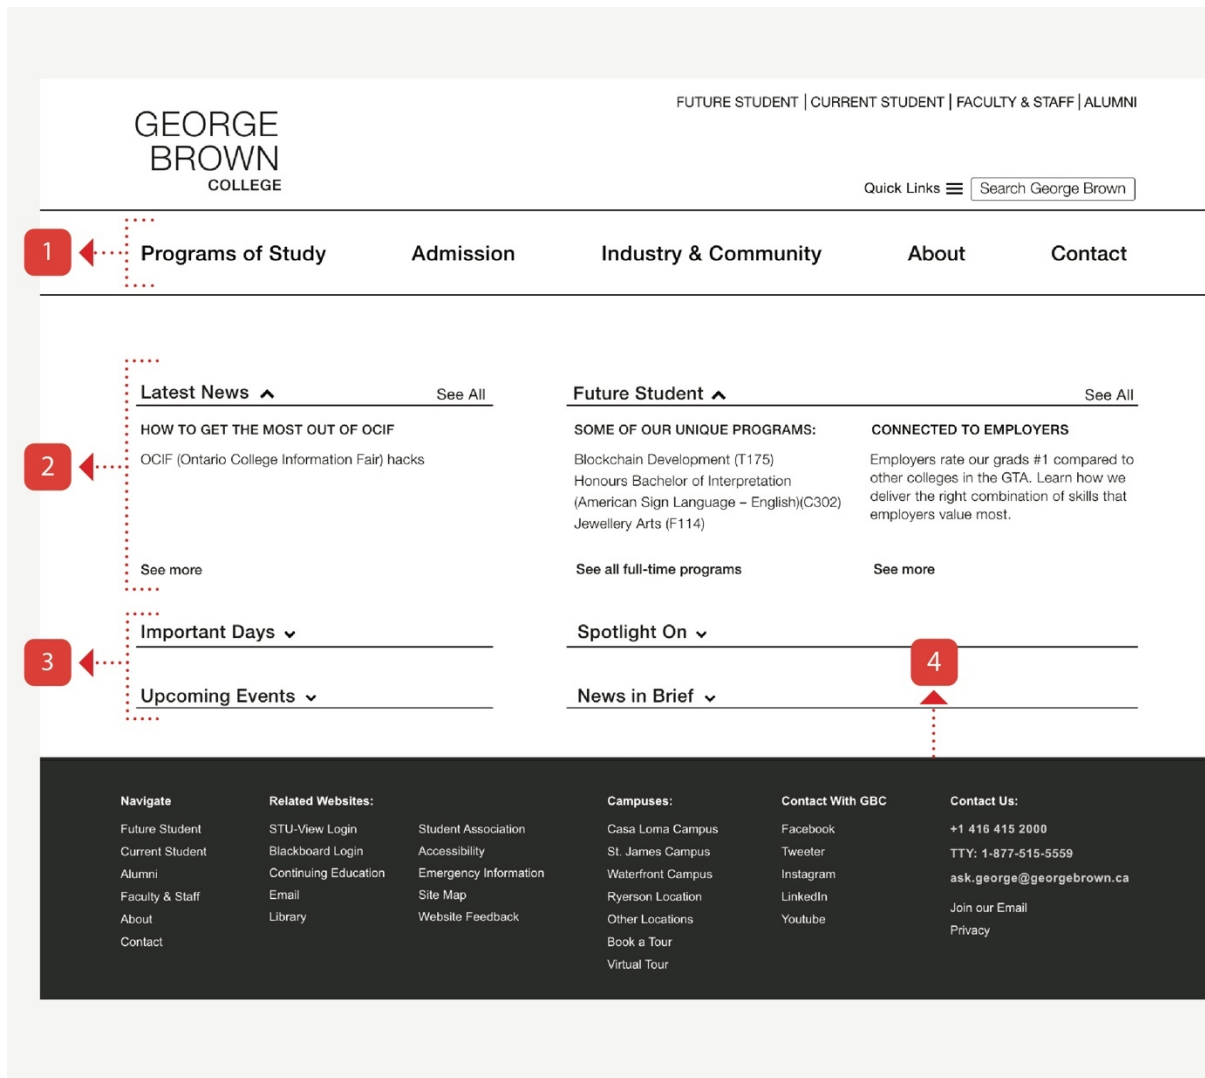 FUTURE STUDENT | CURRENT STUDENT | FACULTY & STAFF | ALUMNI
GEORGE
BROWN
COLLEGE
Quick Links
Search George Brown
1
Programs of Study
Admission
Industry & Community
About
Contact
2
Latest News
See All
HOW TO GET THE MOST OUT OF OCIF
OCIF (Ontario College Information Fair) hacks
See more
Future Student
See All
SOME OF OUR UNIQUE PROGRAMS:
Blockchain Development (T175)
Honours Bachelor of Interpretation
(American Sign Language – English)(C302)
Jewellery Arts (F114)
See all full-time programs
CONNECTED TO EMPLOYERS
Employers rate our grads #1 compared to
other colleges in the GTA. Learn how we
deliver the right combination of skills that
employers value most.
See more
3
Important Days
Upcoming Events
Spotlight On
News in Brief
4
Navigate
Future Student
Current Student
Alumni
Faculty & Staff
About
Contact
Related Websites:
STU-View Login
Blackboard Login
Continuing Education
Email
Library
Student Association
Accessibility
Emergency Information
Site Map
Website Feedback
Campuses:
Casa Loma Campus
St. James Campus
Waterfront Campus
Ryerson Location
Other Locations
Book a Tour
Virtual Tour
Contact With GBC
Facebook
Tweeter
Instagram
LinkedIn
Youtube
Contact Us:
+1 416 415 2000
TTY: 1-877-515-5559
ask.george@georgebrown.ca
Join our Email
Privacy